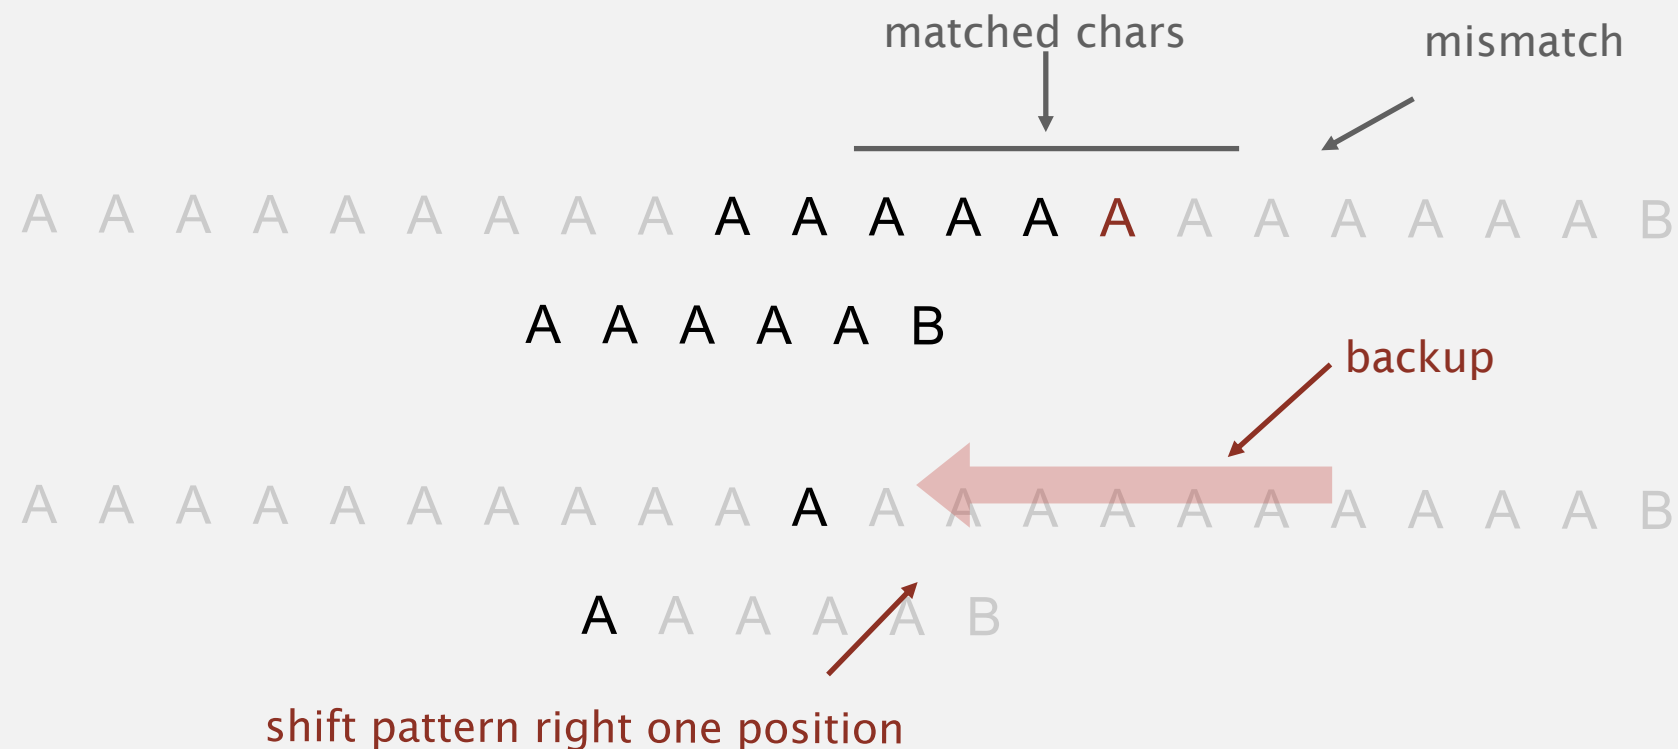 matched chars
mismatch
A A A A A A A A A A A A A A A A A A A A A B
A A A A A B
backup
A A A A A A A A A A A A A A A A A A A A A B
A A A A A B
shift pattern right one position